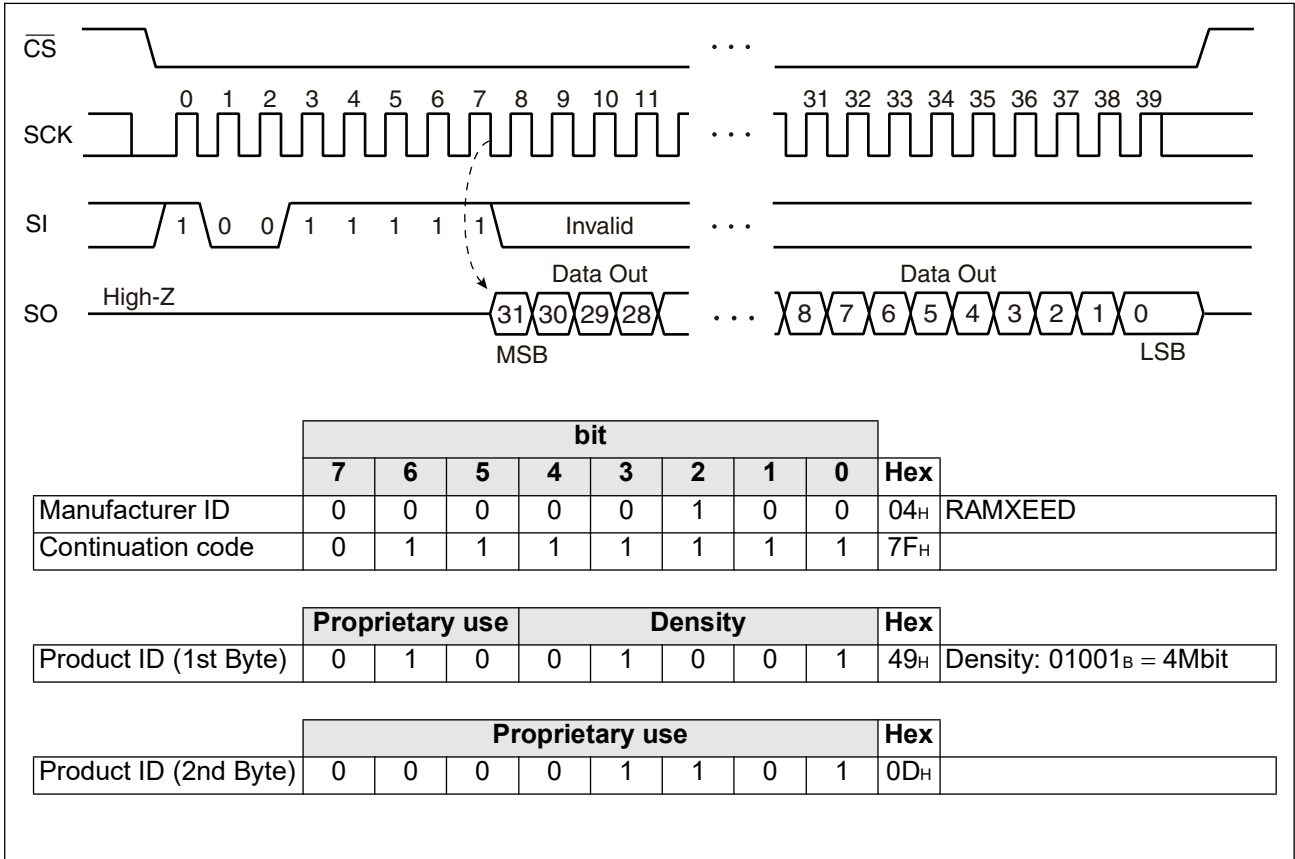 CS . . .
0 1 2 3 4 5 6 7 8 9 10 11 31 32 33 34 35 36 37 38 39
SCK . . .
SI 1 0 0 1 1 1 1 1 Invalid . . .
Data Out Data Out
High-Z
SO 31 30 29 28 . . . 8 7 6 5 4 3 2 1 0
MSB LSB
bit
7 6 5 4 3 2 1 0 Hex
Manufacturer ID 0 0 0 0 0 1 0 0 04H RAMXEED
Continuation code 0 1 1 1 1 1 1 1 7FH
Proprietary use Density Hex
Product ID (1st Byte) 0 1 0 0 1 0 0 1 49H Density: 01001B = 4Mbit
Proprietary use Hex
Product ID (2nd Byte) 0 0 0 0 1 1 0 1 0DH